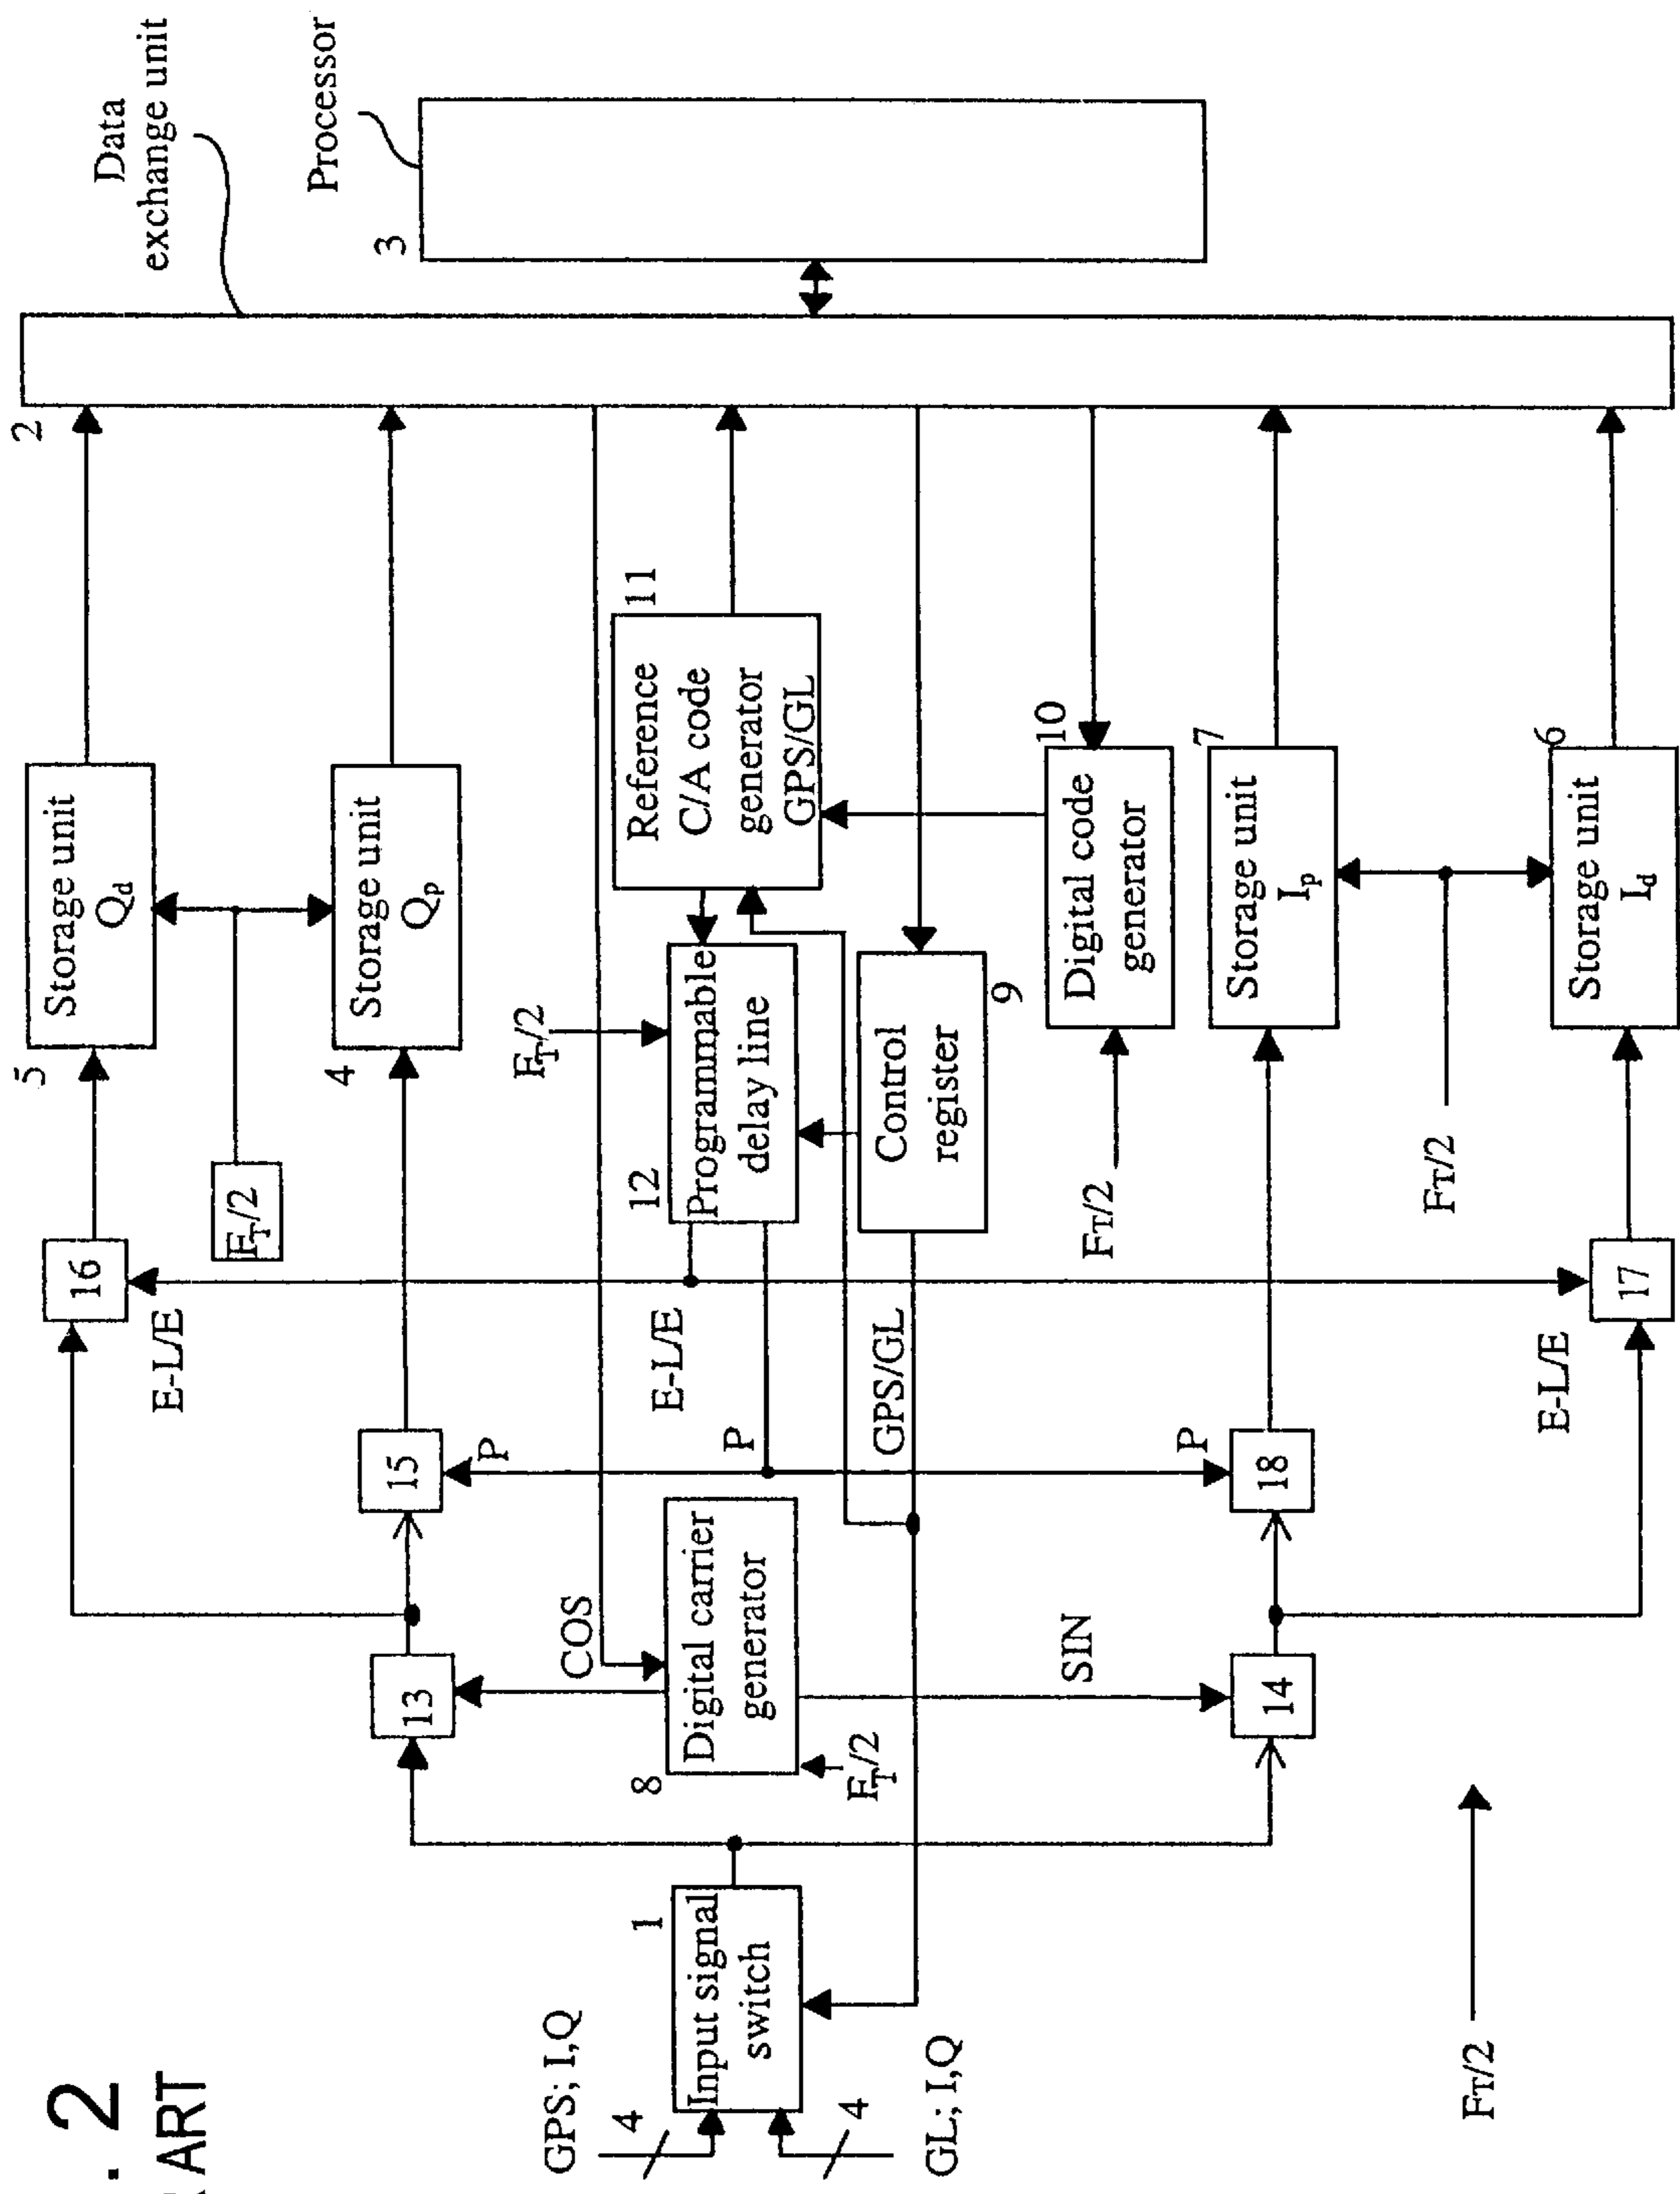 . 2
ART
Data
exchange unit
Processor
3
2
Storage unit
Qd
5
16
E-L/E
FT/2
Storage unit
Qp
4
15
P
13
COS
Reference
C/A code
generator
GPS/GL
11
FT/2
Programmable
delay line
12
E-L/E
P
Digital carrier
generator
8
FT/2
Control
register
9
GPS/GL
Input signal
switch
1
GPS; I,Q
4
4
GL; I,Q
Digital code
generator
10
FT/2
SIN
Storage unit
Ip
7
18
P
14
FT/2
Storage unit
Id
6
17
E-L/E
FT/2